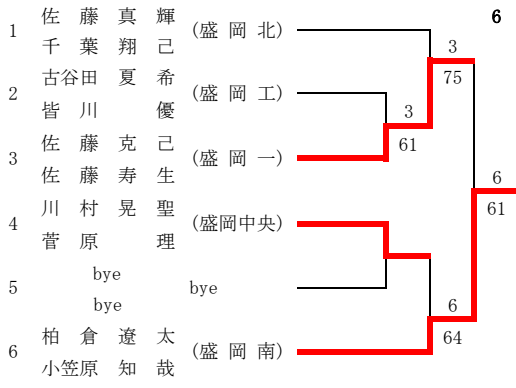 6
1 佐藤真輝 千葉翔己 (盛岡北)
3
75
2 古谷田夏希 皆川優 (盛岡工)
3
61
3 佐藤克己 佐藤寿生 (盛岡一)
6
61
4 川村晃聖 菅原理 (盛岡中央)
5 bye bye bye
6
64
6 柏倉遼太 小笠原知哉 (盛岡南)